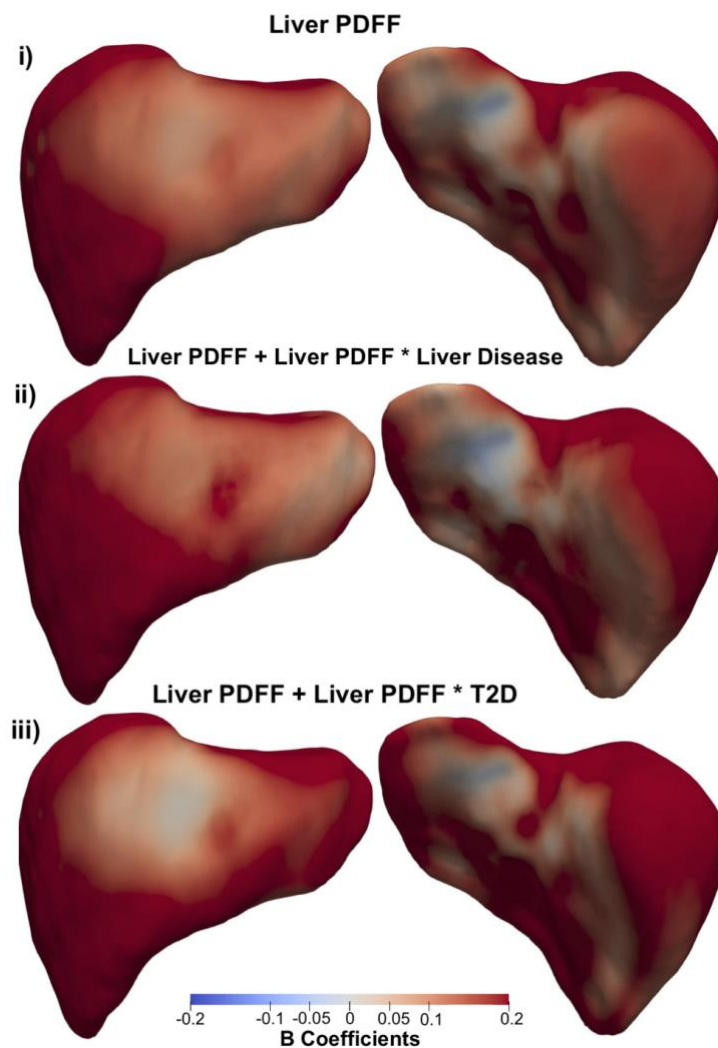 Liver PDFF
i)
Liver PDFF + Liver PDFF * Liver Disease
ii)
Liver PDFF + Liver PDFF * T2D
iii)
-0.2 -0.1 -0.05 0 0.05 0.1 0.2
B Coefficients